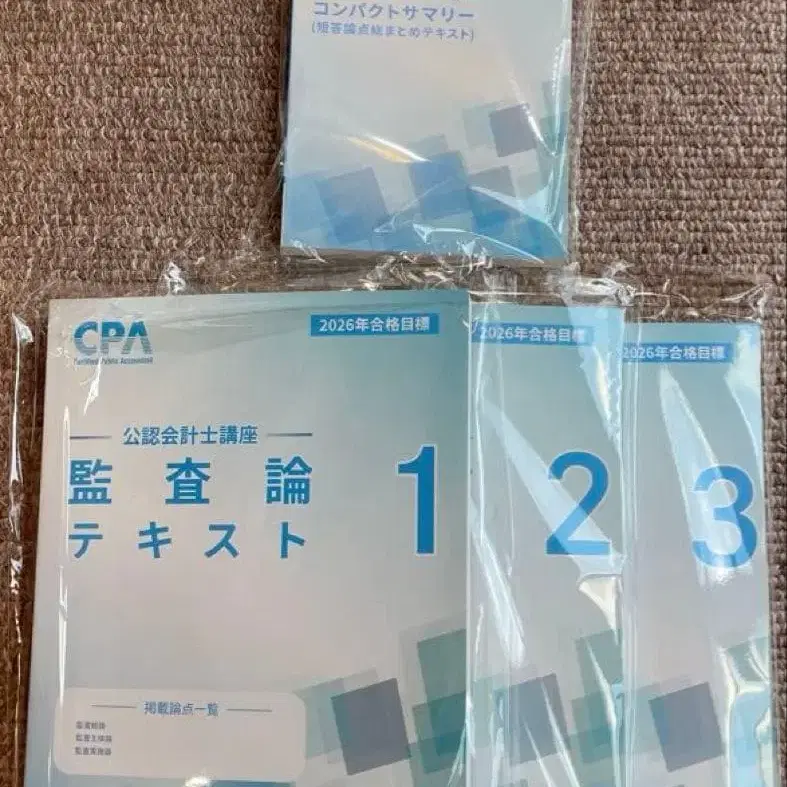 コンパクトサマリー
(短答論点総まとめテキスト)
CPA
Certified Public Accountant
2026年合格目標
2026年合格目標
2026年合格目標
公認会計士講座
監査論
テキスト
1
2
3
掲載論点一覧
監査総論
監査主体論
監査実施論